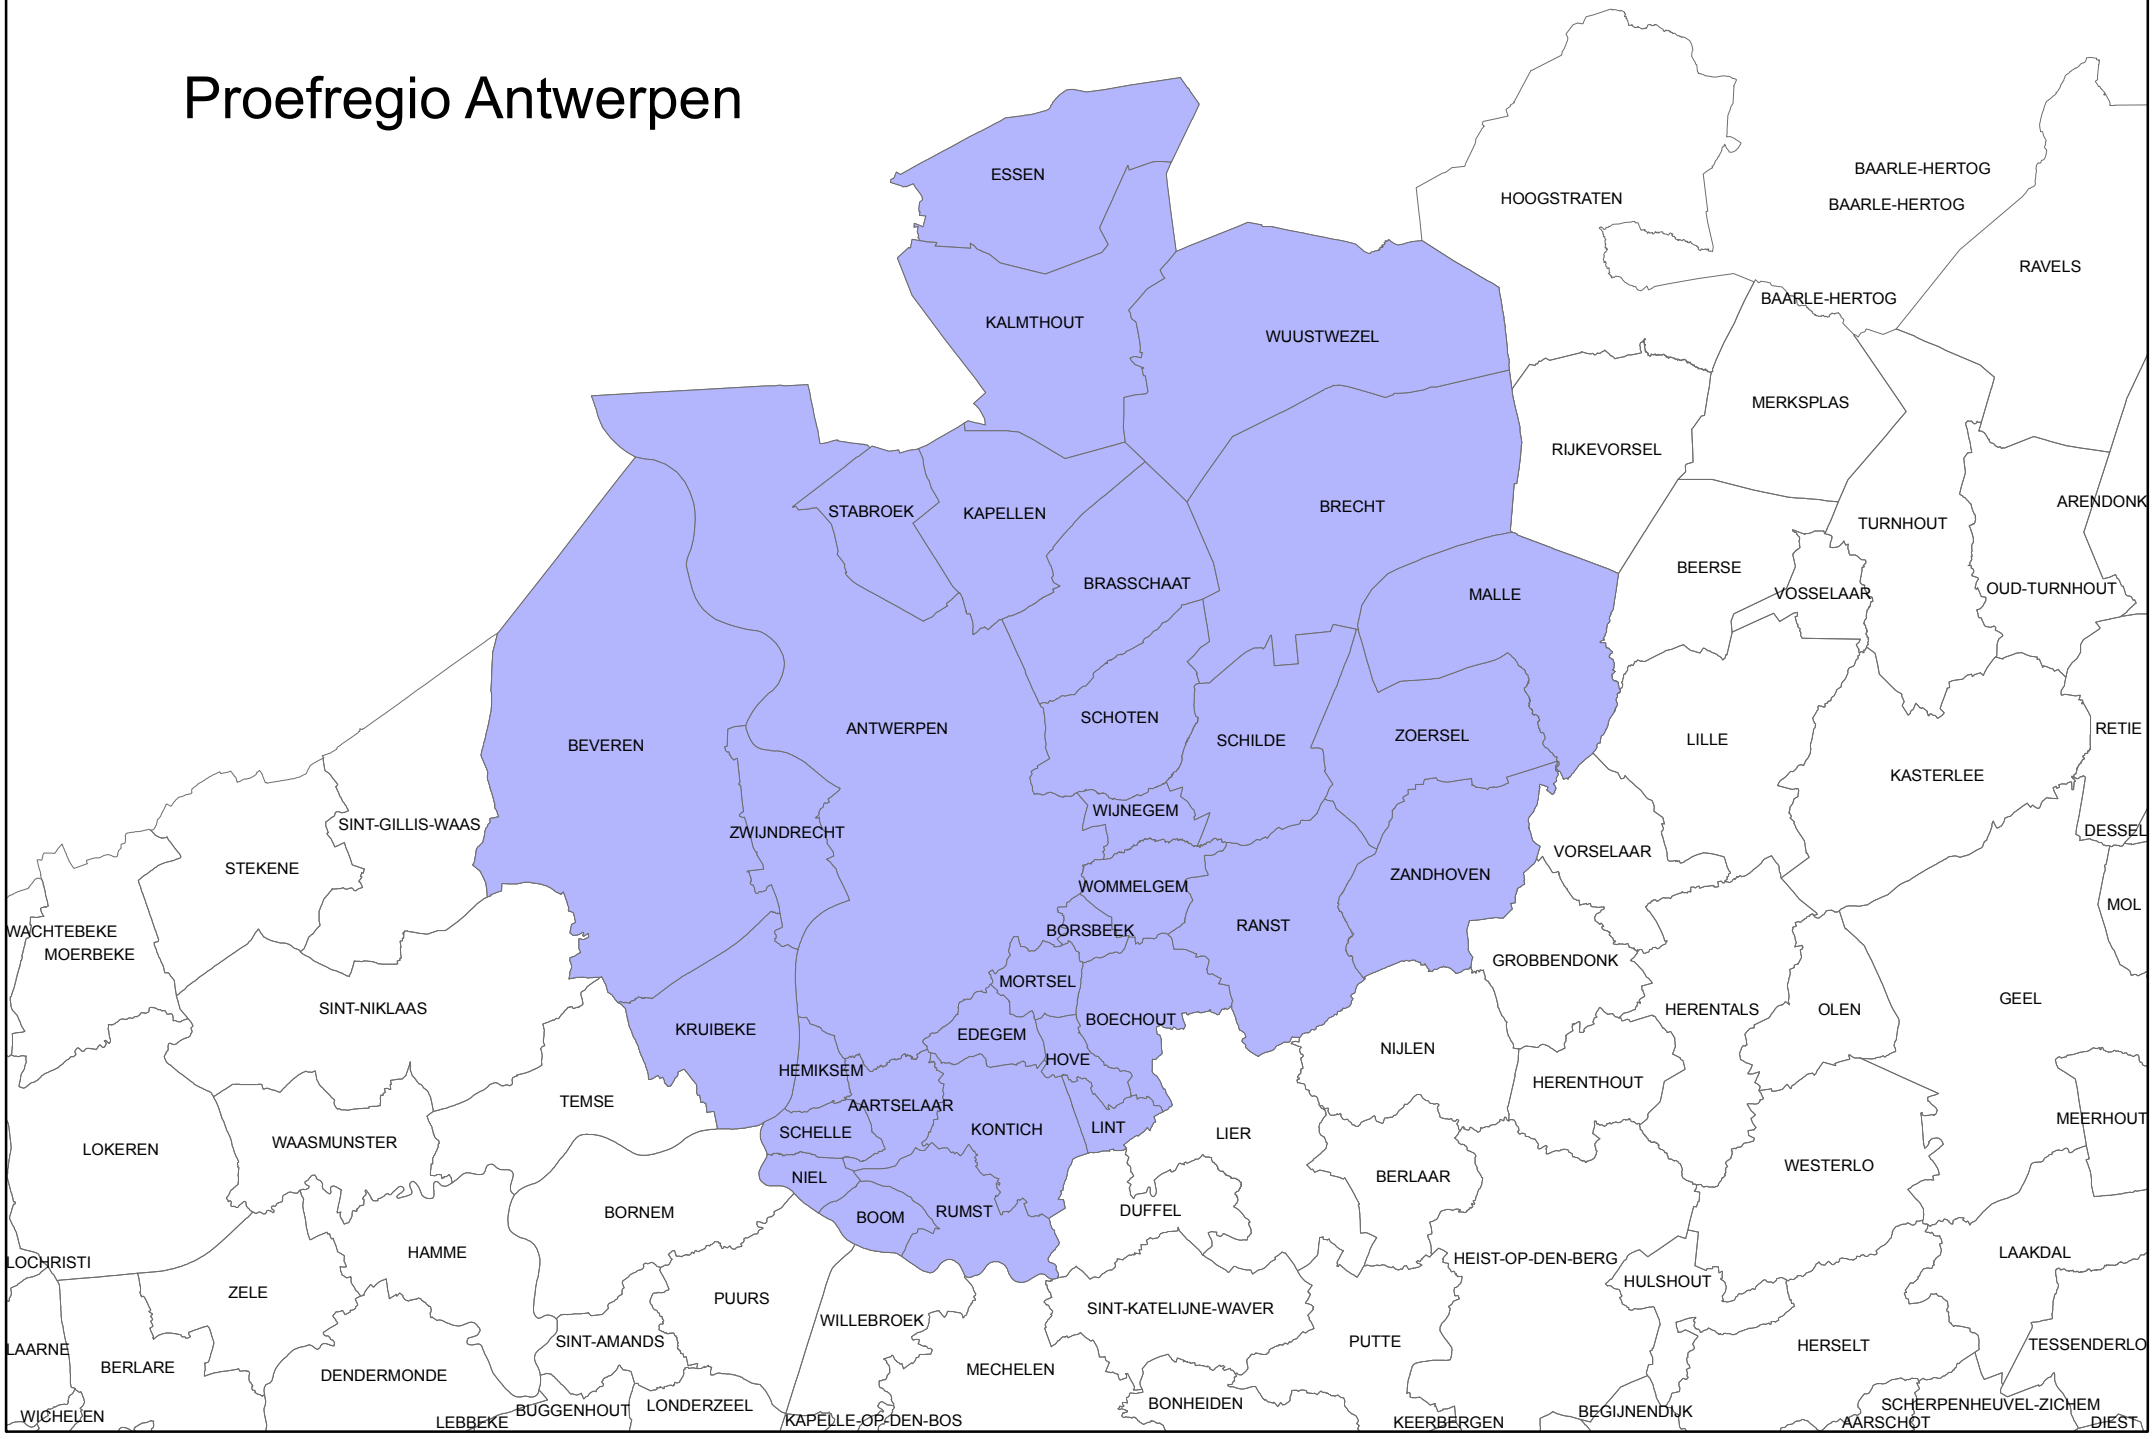 Proefregio Antwerpen
ESSEN
BAARLE-HERTOG
HOOGSTRATEN
BAARLE-HERTOG
RAVELS
BAARLE-HERTOG
KALMTHOUT
WUUSTWEZEL
MERKSPLAS
RIJKEVORSEL
ARENDONK
BRECHT
STABROEK
KAPELLEN
TURNHOUT
BEERSE
BRASSCHAAT
OUD-TURNHOUT
MALLE
VOSSELAAR
SCHOTEN
ANTWERPEN
RETIE
ZOERSEL
LILLE
SCHILDE
BEVEREN
KASTERLEE
WIJNEGEM
SINT-GILLIS-WAAS
DESSEL
ZWIJNDRECHT
VORSELAAR
STEKENE
ZANDHOVEN
WOMMELGEM
MOL
RANST
BORSBEEK
WACHTEBEKE
MOERBEKE
GROBBENDONK
MORTSEL
GEEL
SINT-NIKLAAS
HERENTALS
OLEN
BOECHOUT
KRUIBEKE
EDEGEM
NIJLEN
HOVE
HEMIKSEM
HERENTHOUT
TEMSE
AARTSELAAR
MEERHOUT
LINT
KONTICH
SCHELLE
LIER
WAASMUNSTER
LOKEREN
WESTERLO
BERLAAR
NIEL
DUFFEL
RUMST
BORNEM
BOOM
HAMME
LAAKDAL
HEIST-OP-DEN-BERG
LOCHRISTI
HULSHOUT
ZELE
PUURS
SINT-KATELIJNE-WAVER
WILLEBROEK
SINT-AMANDS
PUTTE
HERSELT
TESSENDERLO
LAARNE
BERLARE
MECHELEN
DENDERMONDE
BONHEIDEN
SCHERPENHEUVEL-ZICHEM
LONDERZEEL
BUGGENHOUT
BEGIJNENDIJK
WICHELEN
LEBBEKE
KAPELLE-OP-DEN-BOS
KEERBERGEN
AARSCHOT
DIEST